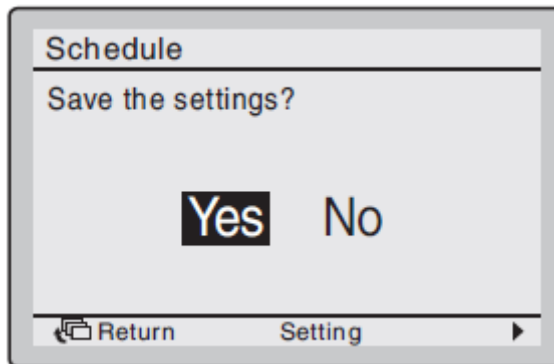 Schedule
Save the settings?
Yes No
Return Setting